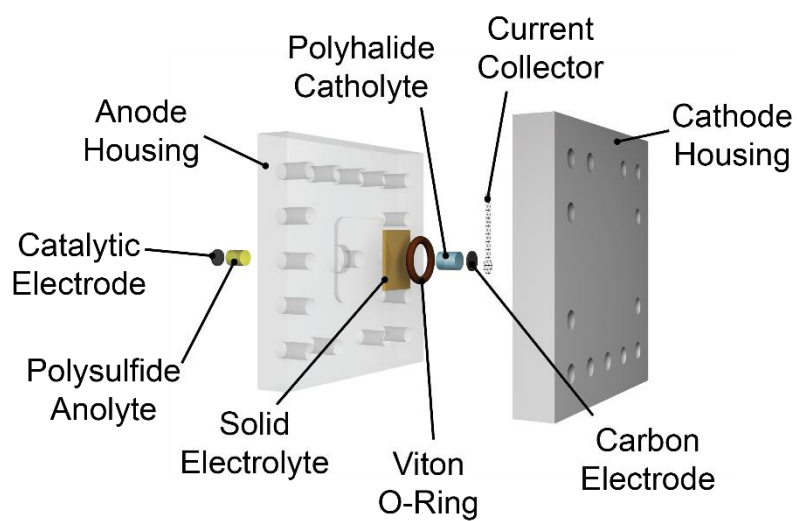 Anode
Housing
Polyhalide
Catholyte
Current
Collector
Cathode
Housing
Catalytic
Electrode
Polysulfide
Anolyte
Solid
Electrolyte
Viton
O-Ring
Carbon
Electrode